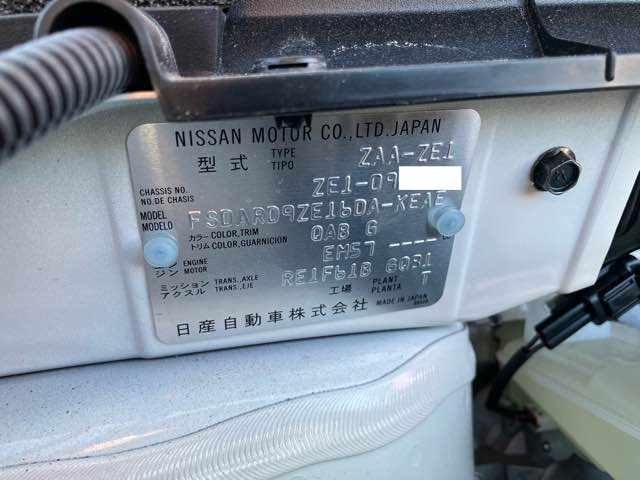 NISSAN MOTOR CO.,LTD.JAPAN
型式 TYPE TIPO ZAA-ZE1
CHASSIS NO. NO.DE CHASIS ZE1-09
MODEL MODELO FSDARD9ZE16DA-KEAE
カラー COLOR,TRIM トリム COLOR,GUARNICION QAB G
ジン ENGINE MOTOR EM57 ----
ミッション アクスル TRANS.,AXLE TRANS.,EJE RE1F61B G031
工場 PLANT PLANTA T
日産自動車株式会社 MADE IN JAPAN